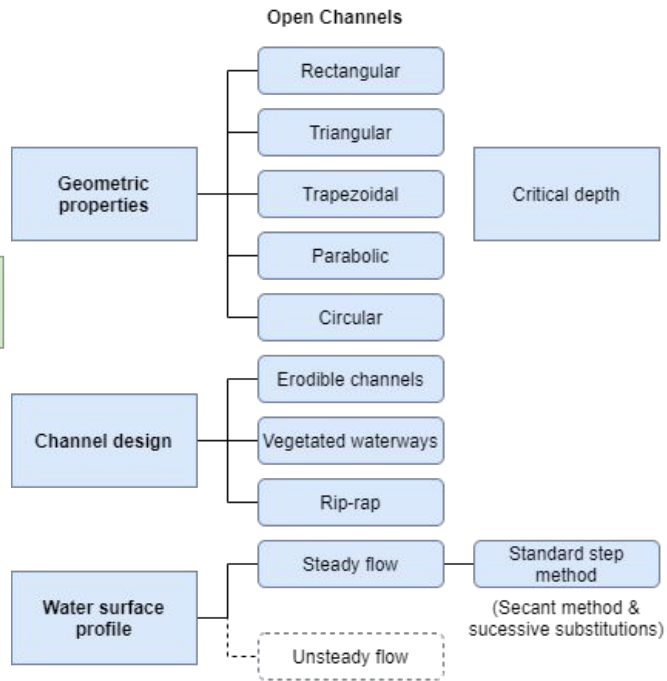 Open Channels
Rectangular
Triangular
Geometric
properties
Trapezoidal
Critical depth
Parabolic
Circular
Erodible channels
Channel design
Vegetated waterways
Rip-rap
Steady flow
Standard step
method
Water surface
profile
(Secant method &
sucessive substitutions)
Unsteady flow